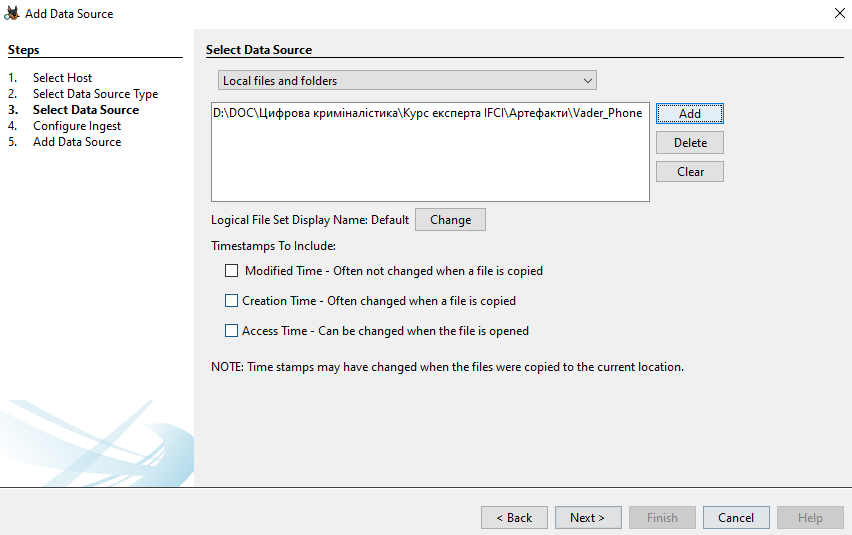 Add Data Source
Steps
1. Select Host
2. Select Data Source Type
3. Select Data Source
4. Configure Ingest
5. Add Data Source
Select Data Source
Local files and folders
D:\DOC\Цифрова криміналістика\Курс експерта IFCI\Артефакти\Vader_Phone
Add
Delete
Clear
Logical File Set Display Name: Default
Change
Timestamps To Include:
Modified Time - Often not changed when a file is copied
Creation Time - Often changed when a file is copied
Access Time - Can be changed when the file is opened
NOTE: Time stamps may have changed when the files were copied to the current location.
< Back
Next >
Finish
Cancel
Help